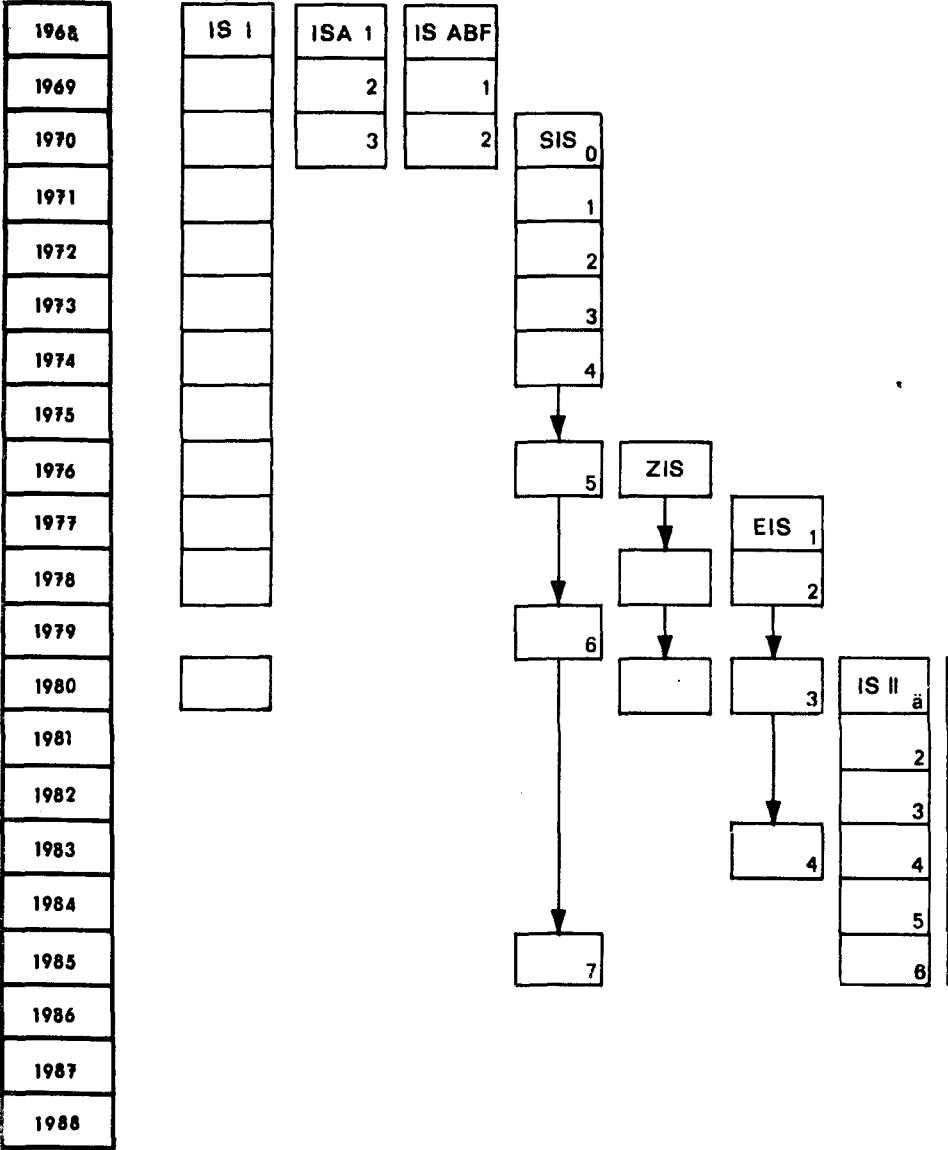 1968 IS I ISA 1 IS ABF
1969 2 1
1970 3 2 SIS 0
1971 1
1972 2
1973 3
1974 4
1975
1976 5 ZIS
1977 EIS 1
1978 2
1979 6
1980 3 IS II ä
1981 2
1982 3
1983 4 4
1984 5
1985 7 6
1986
1987
1988